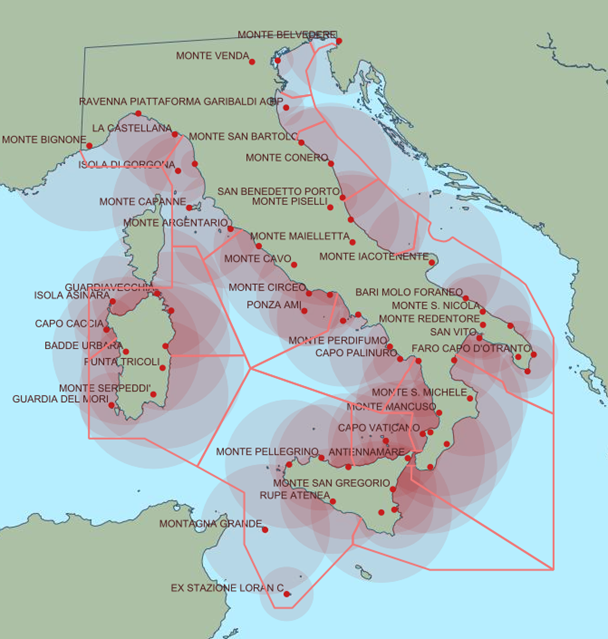 MONTE BELVEDERE
MONTE VENDA
RAVENNA PIATTAFORMA GARIBALDI AGIP
LA CASTELLANA
MONTE BIGNONE
MONTE SAN BARTOLO
MONTE CONERO
ISOLA DI GORGONA
SAN BENEDETTO PORTO
MONTE CAPANNE
MONTE PISELLI
MONTE ARGENTARIO
MONTE MAIELLETTA
MONTE CAVO
MONTE IACOTENENTE
GUARDIAVECCHIA
MONTE CIRCEO
ISOLA ASINARA
BARI MOLO FORANEO
PONZA AMI
MONTE S. NICOLA
MONTE REDENTORE
CAPO CACCIA
SAN VITO
MONTE PERDIFUMO
BADDE URBARA
FARO CAPO D'OTRANTO
CAPO PALINURO
PUNTA TRICOLI
MONTE SERPEDDI'
MONTE S. MICHELE
GUARDIA DEL MORI
MONTE MANCUSO
CAPO VATICANO
MONTE PELLEGRINO
ANTENNAMARE
MONTE SAN GREGORIO
RUPE ATENEA
MONTAGNA GRANDE
EX STAZIONE LORAN C